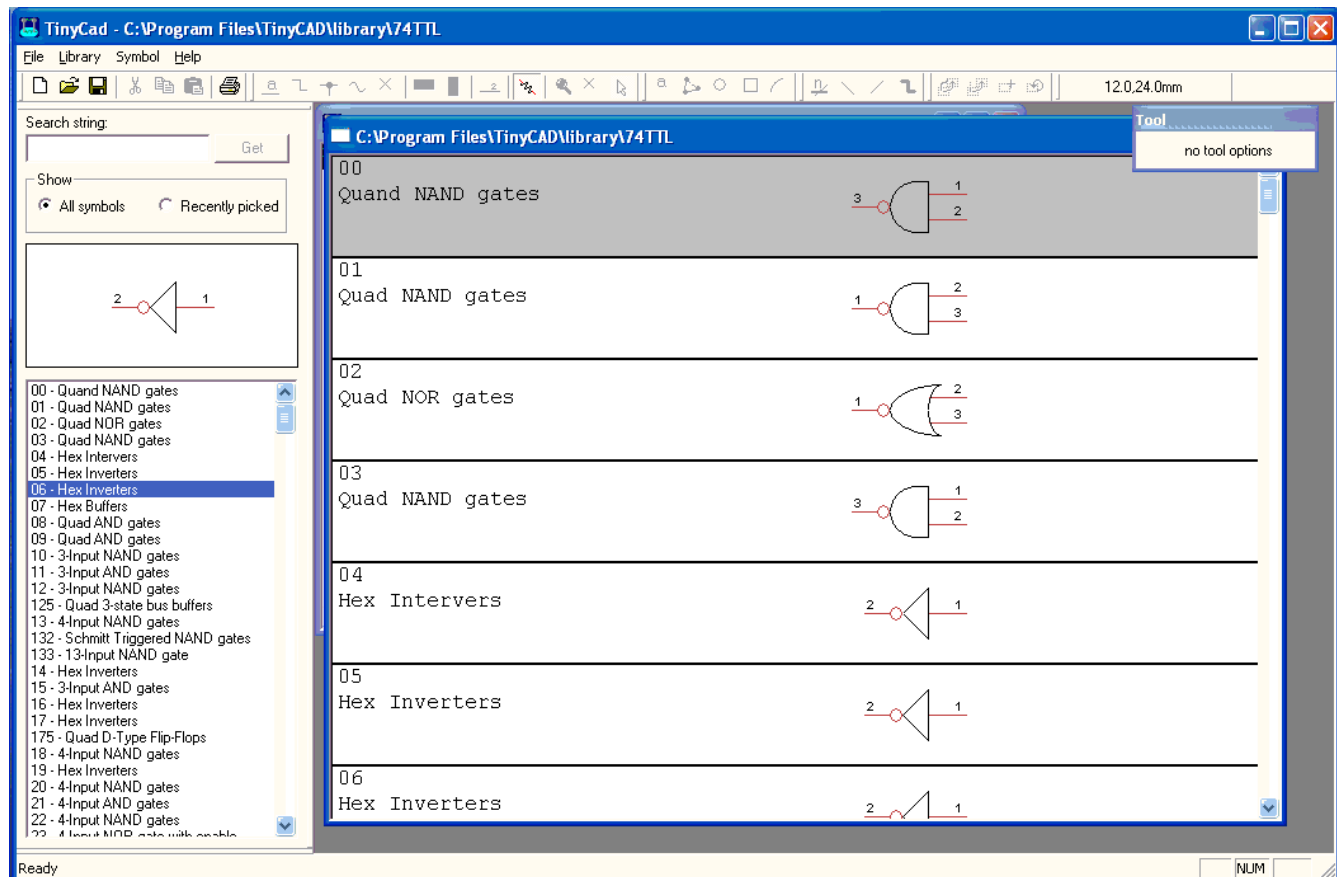 TinyCad - C:\Program Files\TinyCAD\library\74TTL
File Library Symbol Help
12.0,24.0mm
Search string:
Get
Show
All symbols Recently picked
2 1
00 - Quand NAND gates
01 - Quad NAND gates
02 - Quad NOR gates
03 - Quad NAND gates
04 - Hex Intervers
05 - Hex Inverters
06 - Hex Inverters
07 - Hex Buffers
08 - Quad AND gates
09 - Quad AND gates
10 - 3-Input NAND gates
11 - 3-Input AND gates
12 - 3-Input NAND gates
125 - Quad 3-state bus buffers
13 - 4-Input NAND gates
132 - Schmitt Triggered NAND gates
133 - 13-Input NAND gate
14 - Hex Inverters
15 - 3-Input AND gates
16 - Hex Inverters
17 - Hex Inverters
175 - Quad D-Type Flip-Flops
18 - 4-Input NAND gates
19 - Hex Inverters
20 - 4-Input NAND gates
21 - 4-Input AND gates
22 - 4-Input NAND gates
23 - 4-Input NOR gate with enable
C:\Program Files\TinyCAD\library\74TTL
Tool
no tool options
00
Quand NAND gates
3 1
2
01
Quad NAND gates
1 2
3
02
Quad NOR gates
1 2
3
03
Quad NAND gates
3 1
2
04
Hex Intervers
2 1
05
Hex Inverters
2 1
06
Hex Inverters
2 1
Ready
NUM